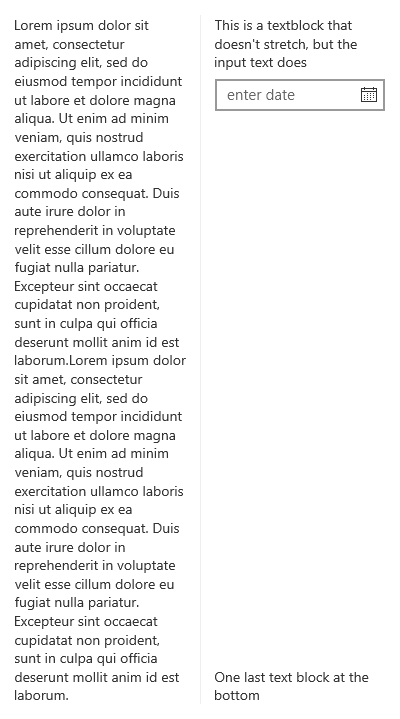 Lorem ipsum dolor sit
amet, consectetur
adipiscing elit, sed do
eiusmod tempor incididunt
ut labore et dolore magna
aliqua. Ut enim ad minim
veniam, quis nostrud
exercitation ullamco laboris
nisi ut aliquip ex ea
commodo consequat. Duis
aute irure dolor in
reprehenderit in voluptate
velit esse cillum dolore eu
fugiat nulla pariatur.
Excepteur sint occaecat
cupidatat non proident,
sunt in culpa qui officia
deserunt mollit anim id est
laborum.Lorem ipsum dolor
sit amet, consectetur
adipiscing elit, sed do
eiusmod tempor incididunt
ut labore et dolore magna
aliqua. Ut enim ad minim
veniam, quis nostrud
exercitation ullamco laboris
nisi ut aliquip ex ea
commodo consequat. Duis
aute irure dolor in
reprehenderit in voluptate
velit esse cillum dolore eu
fugiat nulla pariatur.
Excepteur sint occaecat
cupidatat non proident,
sunt in culpa qui officia
deserunt mollit anim id est
laborum.
This is a textblock that
doesn't stretch, but the
input text does
enter date
One last text block at the
bottom